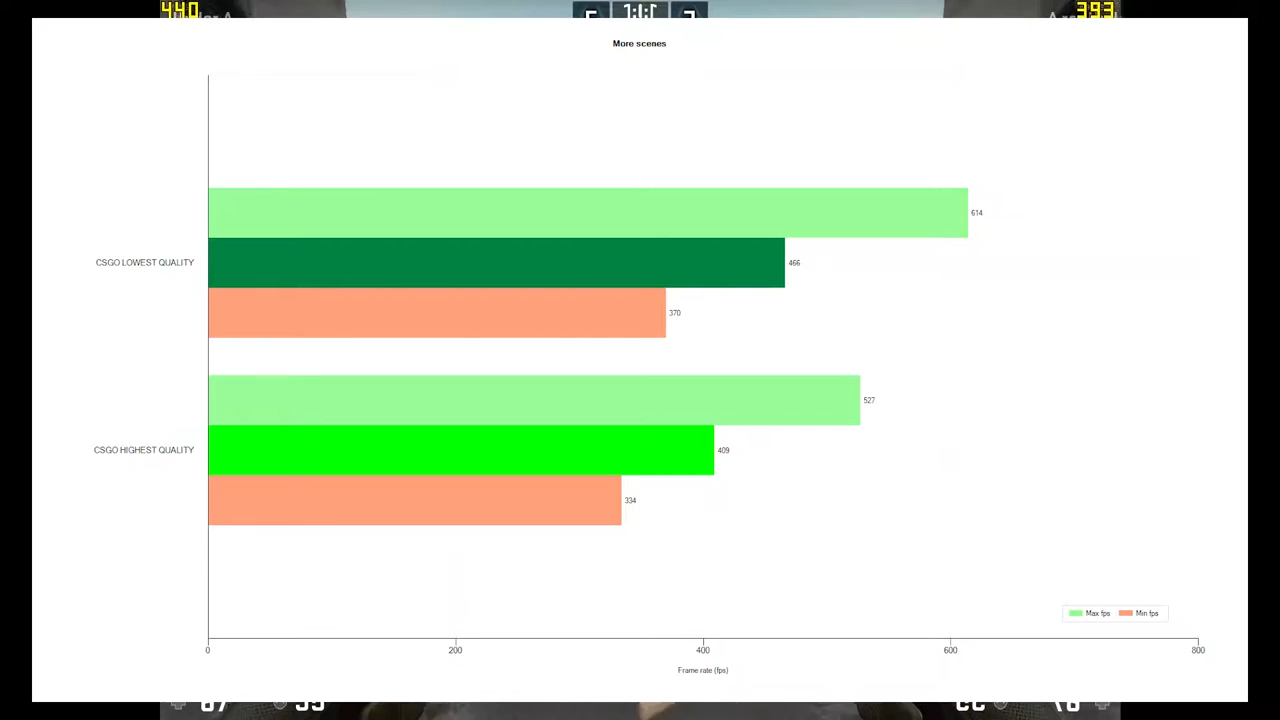 440
393
More scenes
614
CSGO LOWEST QUALITY
466
370
527
CSGO HIGHEST QUALITY
409
334
Max fps
Min fps
0
200
400
600
800
Frame rate (fps)